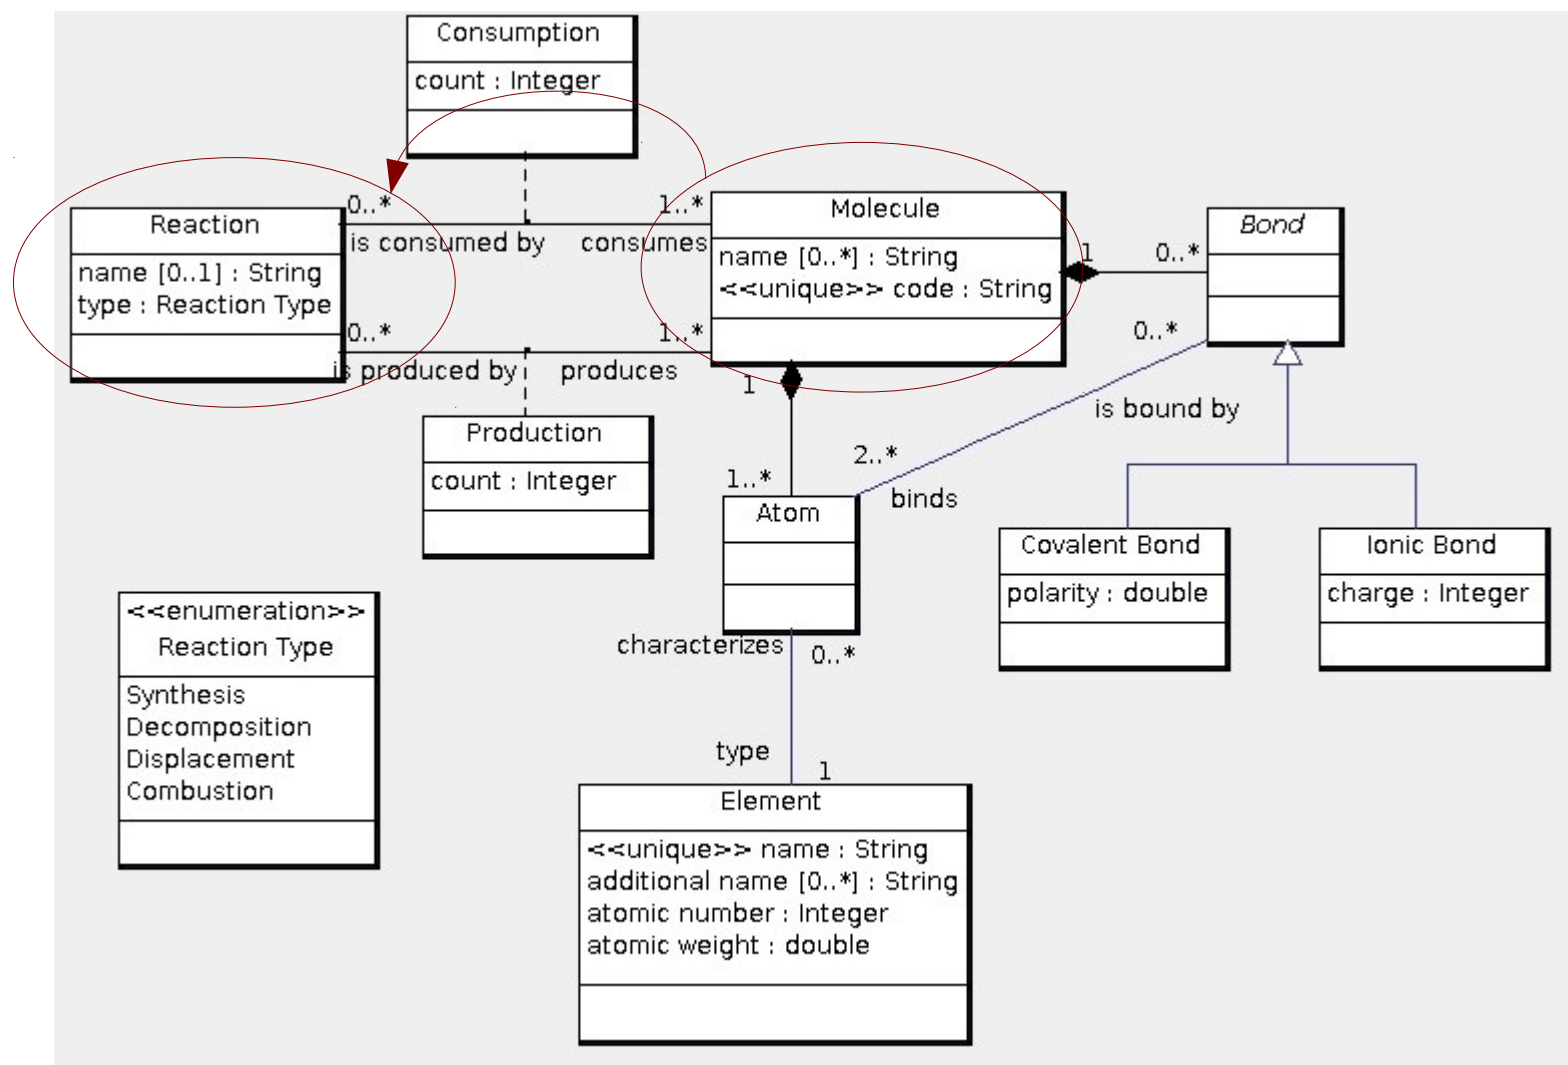 Consumption
count : Integer
0..*
1..*
is consumed by
consumes
Reaction
name [0..1] : String
type : Reaction Type
0..*
1..*
is produced by
produces
Molecule
name [0..*] : String
<<unique>> code : String
1
0..*
Bond
0..*
is bound by
2..*
binds
1
1..*
Production
count : Integer
Atom
Covalent Bond
polarity : double
Ionic Bond
charge : Integer
<<enumeration>>
Reaction Type
Synthesis
Decomposition
Displacement
Combustion
characterizes
0..*
type
1
Element
<<unique>> name : String
additional name [0..*] : String
atomic number : Integer
atomic weight : double